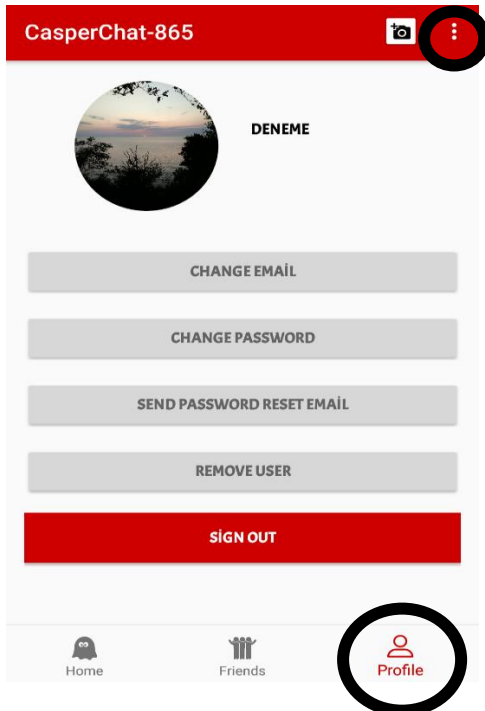 CasperChat-865
DENEME
CHANGE EMAİL
CHANGE PASSWORD
SEND PASSWORD RESET EMAİL
REMOVE USER
SİGN OUT
Home Friends Profile